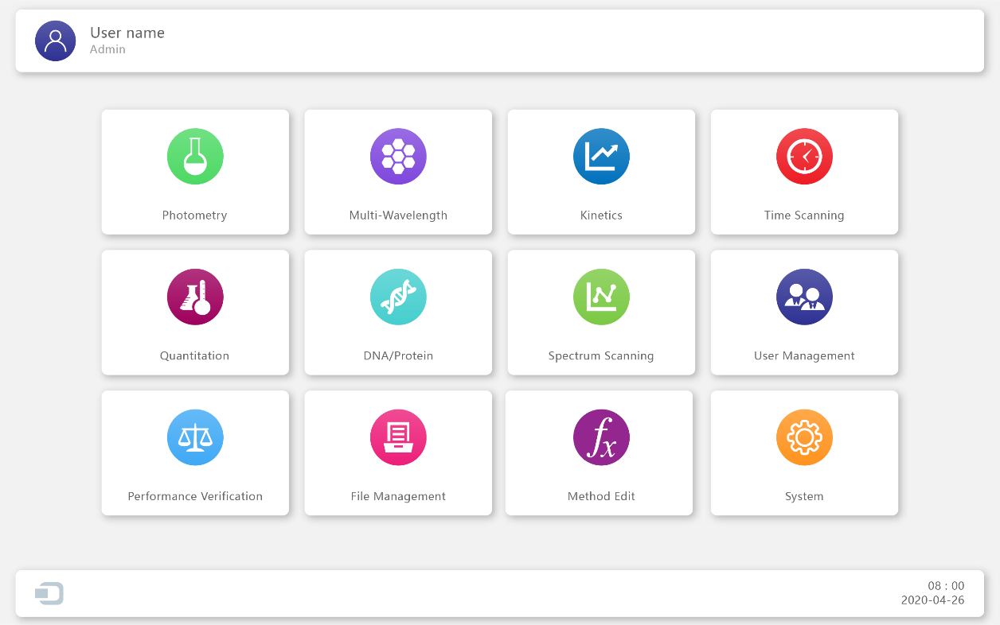 User name
Admin
Photometry
Multi-Wavelength
Kinetics
Time Scanning
Quantitation
DNA/Protein
Spectrum Scanning
User Management
Performance Verification
File Management
fx
Method Edit
System
08 : 00
2020-04-26